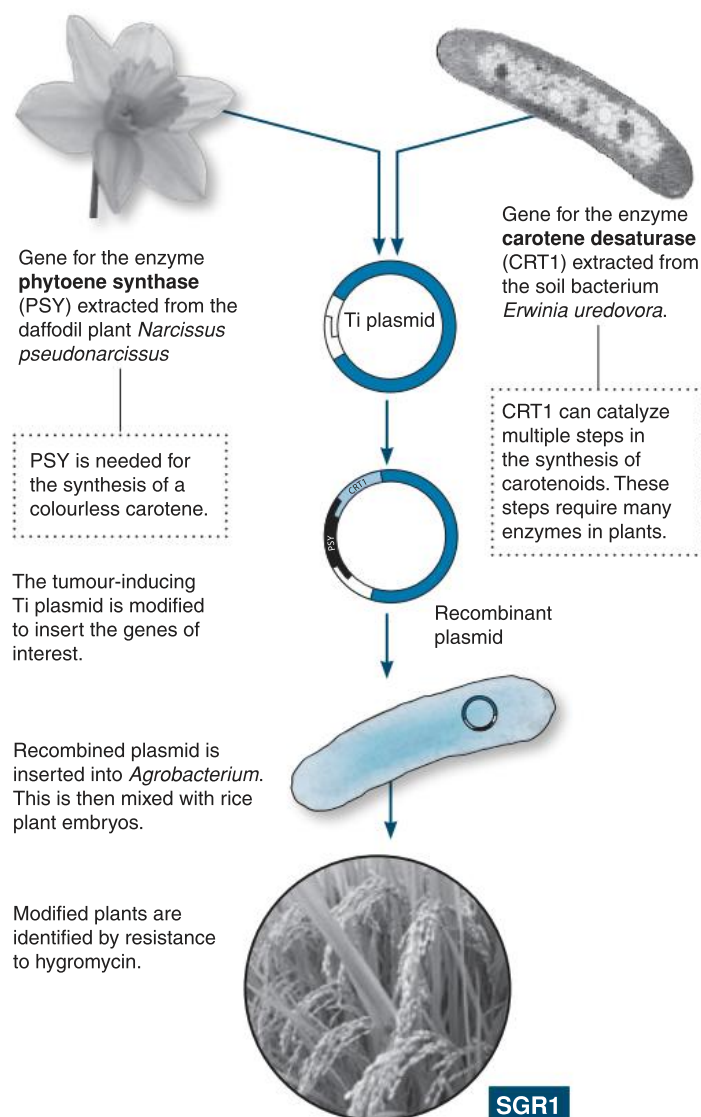 Gene for the enzyme
phytoene synthase
(PSY) extracted from the
daffodil plant Narcissus
pseudonarcissus
Gene for the enzyme
carotene desaturase
(CRT1) extracted from
the soil bacterium
Erwinia uredovora.
Ti plasmid
PSY is needed for
the synthesis of a
colourless carotene.
CRT1 can catalyze
multiple steps in
the synthesis of
carotenoids. These
steps require many
enzymes in plants.
CRT1
PSY
The tumour-inducing
Ti plasmid is modified
to insert the genes of
interest.
Recombinant
plasmid
Recombined plasmid is
inserted into Agrobacterium.
This is then mixed with rice
plant embryos.
Modified plants are
identified by resistance
to hygromycin.
SGR1